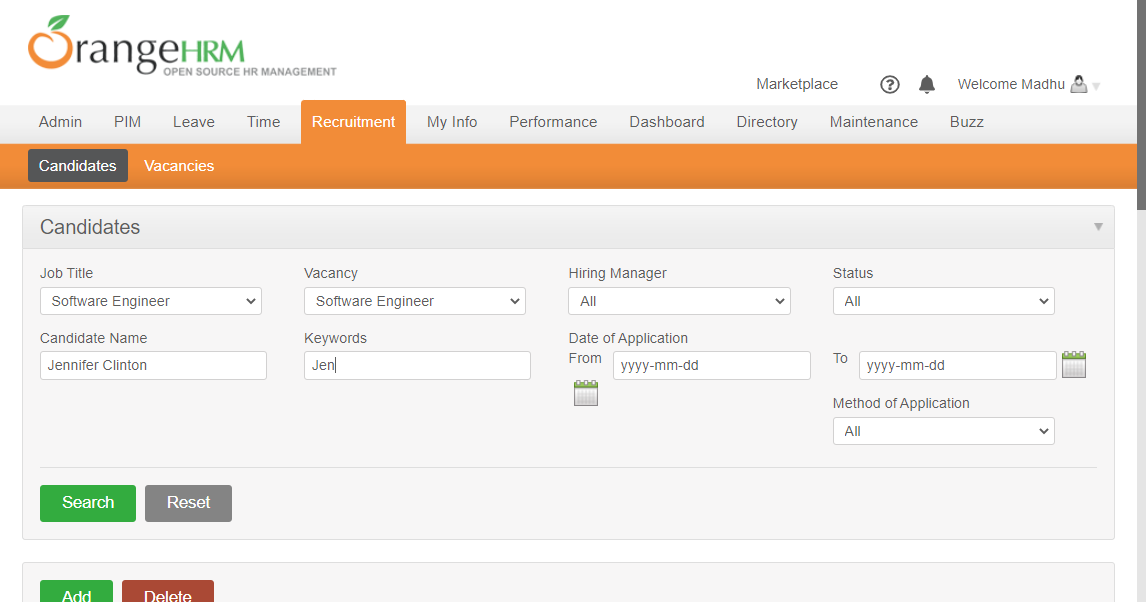 OrangeHRM
OPEN SOURCE HR MANAGEMENT
Marketplace ? Welcome Madhu
Admin PIM Leave Time Recruitment My Info Performance Dashboard Directory Maintenance Buzz
Candidates Vacancies
Candidates
Job Title Vacancy Hiring Manager Status
Software Engineer Software Engineer All All
Candidate Name Keywords Date of Application
Jennifer Clinton Jen From yyyy-mm-dd To yyyy-mm-dd
Method of Application
All
Search Reset
Add Delete